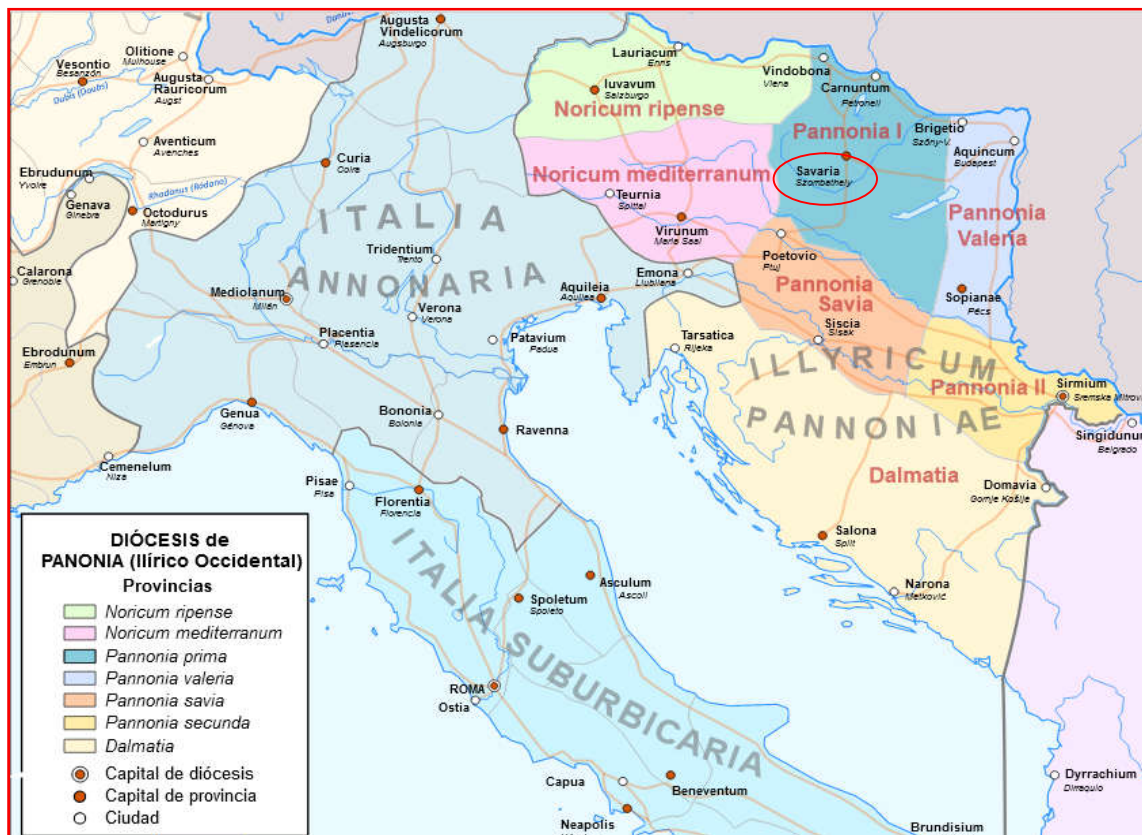 Augusta
Vindelicorum
Augsburgo
Olitione
Mulhouse
Vesontio
Besanzón
Augusta
Rauricorum
Augst
Dubis (Doubs)
Aventicum
Avenches
Ebrudunum
Yvoire
Genava
Ginebra
Rhodanus (Ródano)
Octodurus
Martigny
Curia
Coire
Calarona
Grenoble
Ebrodunum
Embrun
Cemenelum
Niza
ITALIA
ANNONARIA
Tridentium
Trento
Mediolanum
Milán
Verona
Verona
Placentia
Plasencia
Patavium
Padua
Aquileia
Aquilea
Emona
Liubliana
Genua
Génova
Bononia
Bolonia
Ravenna
Lauriacum
Enns
Iuvavum
Salzburgo
Noricum ripense
Vindobona
Viena
Carnuntum
Petronell
Pannonia I
Brigetio
Szöny-V.
Aquincum
Budapest
Savaria
Szombathely
Noricum mediterranum
Teurnia
Spittal
Virunum
Maria Saal
Pannonia
Valeria
Poetovio
Ptuj
Pannonia
Savia
Sopianae
Pécs
Siscia
Sisak
Tarsatica
Rijeka
ILLYRICUM
PANNONIAE
Pannonia II
Sirmium
Sremska Mitrovi
Singidunum
Belgrado
Dalmatia
Domavia
Salona
Split
Narona
Metković
Dyrrachium
Dirraquio
Pisae
Pisa
Florentia
Florencia
Asculum
Ascoli
Spoletum
Spoleto
ITALIA SUBURBICARIA
ROMA
Ostia
Capua
Beneventum
Neapolis
Brundisium
DIÓCESIS de
PANONIA (Ilírico Occidental)
Provincias
Noricum ripense
Noricum mediterranum
Pannonia prima
Pannonia valeria
Pannonia savia
Pannonia secunda
Dalmatia
Capital de diócesis
Capital de provincia
Ciudad